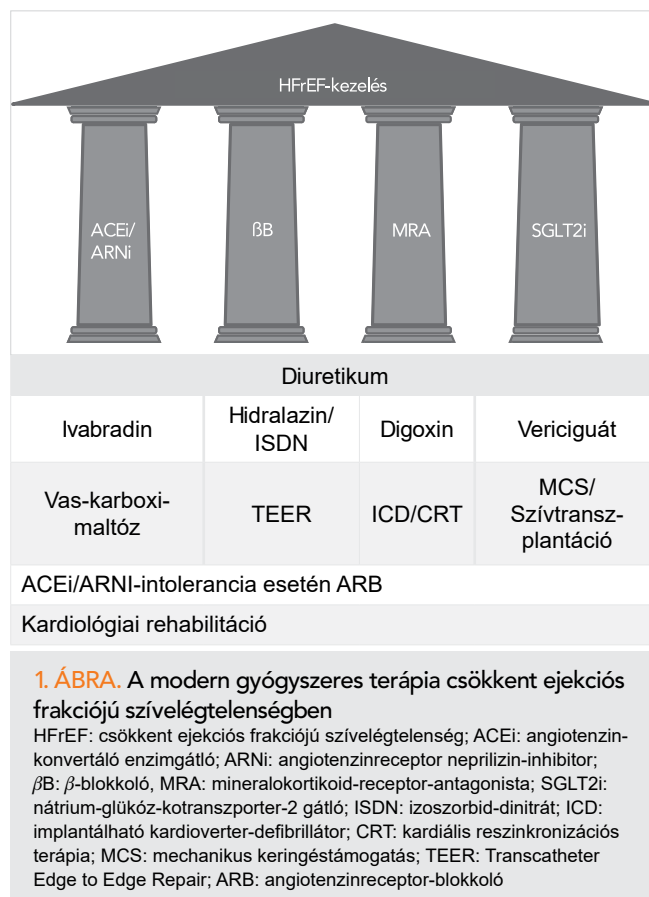 HFrEF-kezelés
ACEi/
ARNi
ßB
MRA
SGLT2i
Diuretikum
Ivabradin
Hidralazin/
ISDN
Digoxin
Vericiguát
Vas-karboxi-
maltóz
TEER
ICD/CRT
MCS/
Szívtransz-
plantáció
ACEi/ARNI-intolerancia esetén ARB
Kardiológiai rehabilitáció
1. ÁBRA. A modern gyógyszeres terápia csökkent ejekciós
frakciójú szívelégtelenségben
HFrEF: csökkent ejekciós frakciójú szívelégtelenség; ACEi: angiotenzin-
konvertáló enzimgátló; ARNi: angiotenzinreceptor neprilizin-inhibitor;
βB: β-blokkoló, MRA: mineralokortikoid-receptor-antagonista; SGLT2i:
nátrium-glükóz-kotranszporter-2 gátló; ISDN: izoszorbid-dinitrát; ICD:
implantálható kardioverter-defibrillátor; CRT: kardiális reszinkronizációs
terápia; MCS: mechanikus keringéstámogatás; TEER: Transcatheter
Edge to Edge Repair; ARB: angiotenzinreceptor-blokkoló